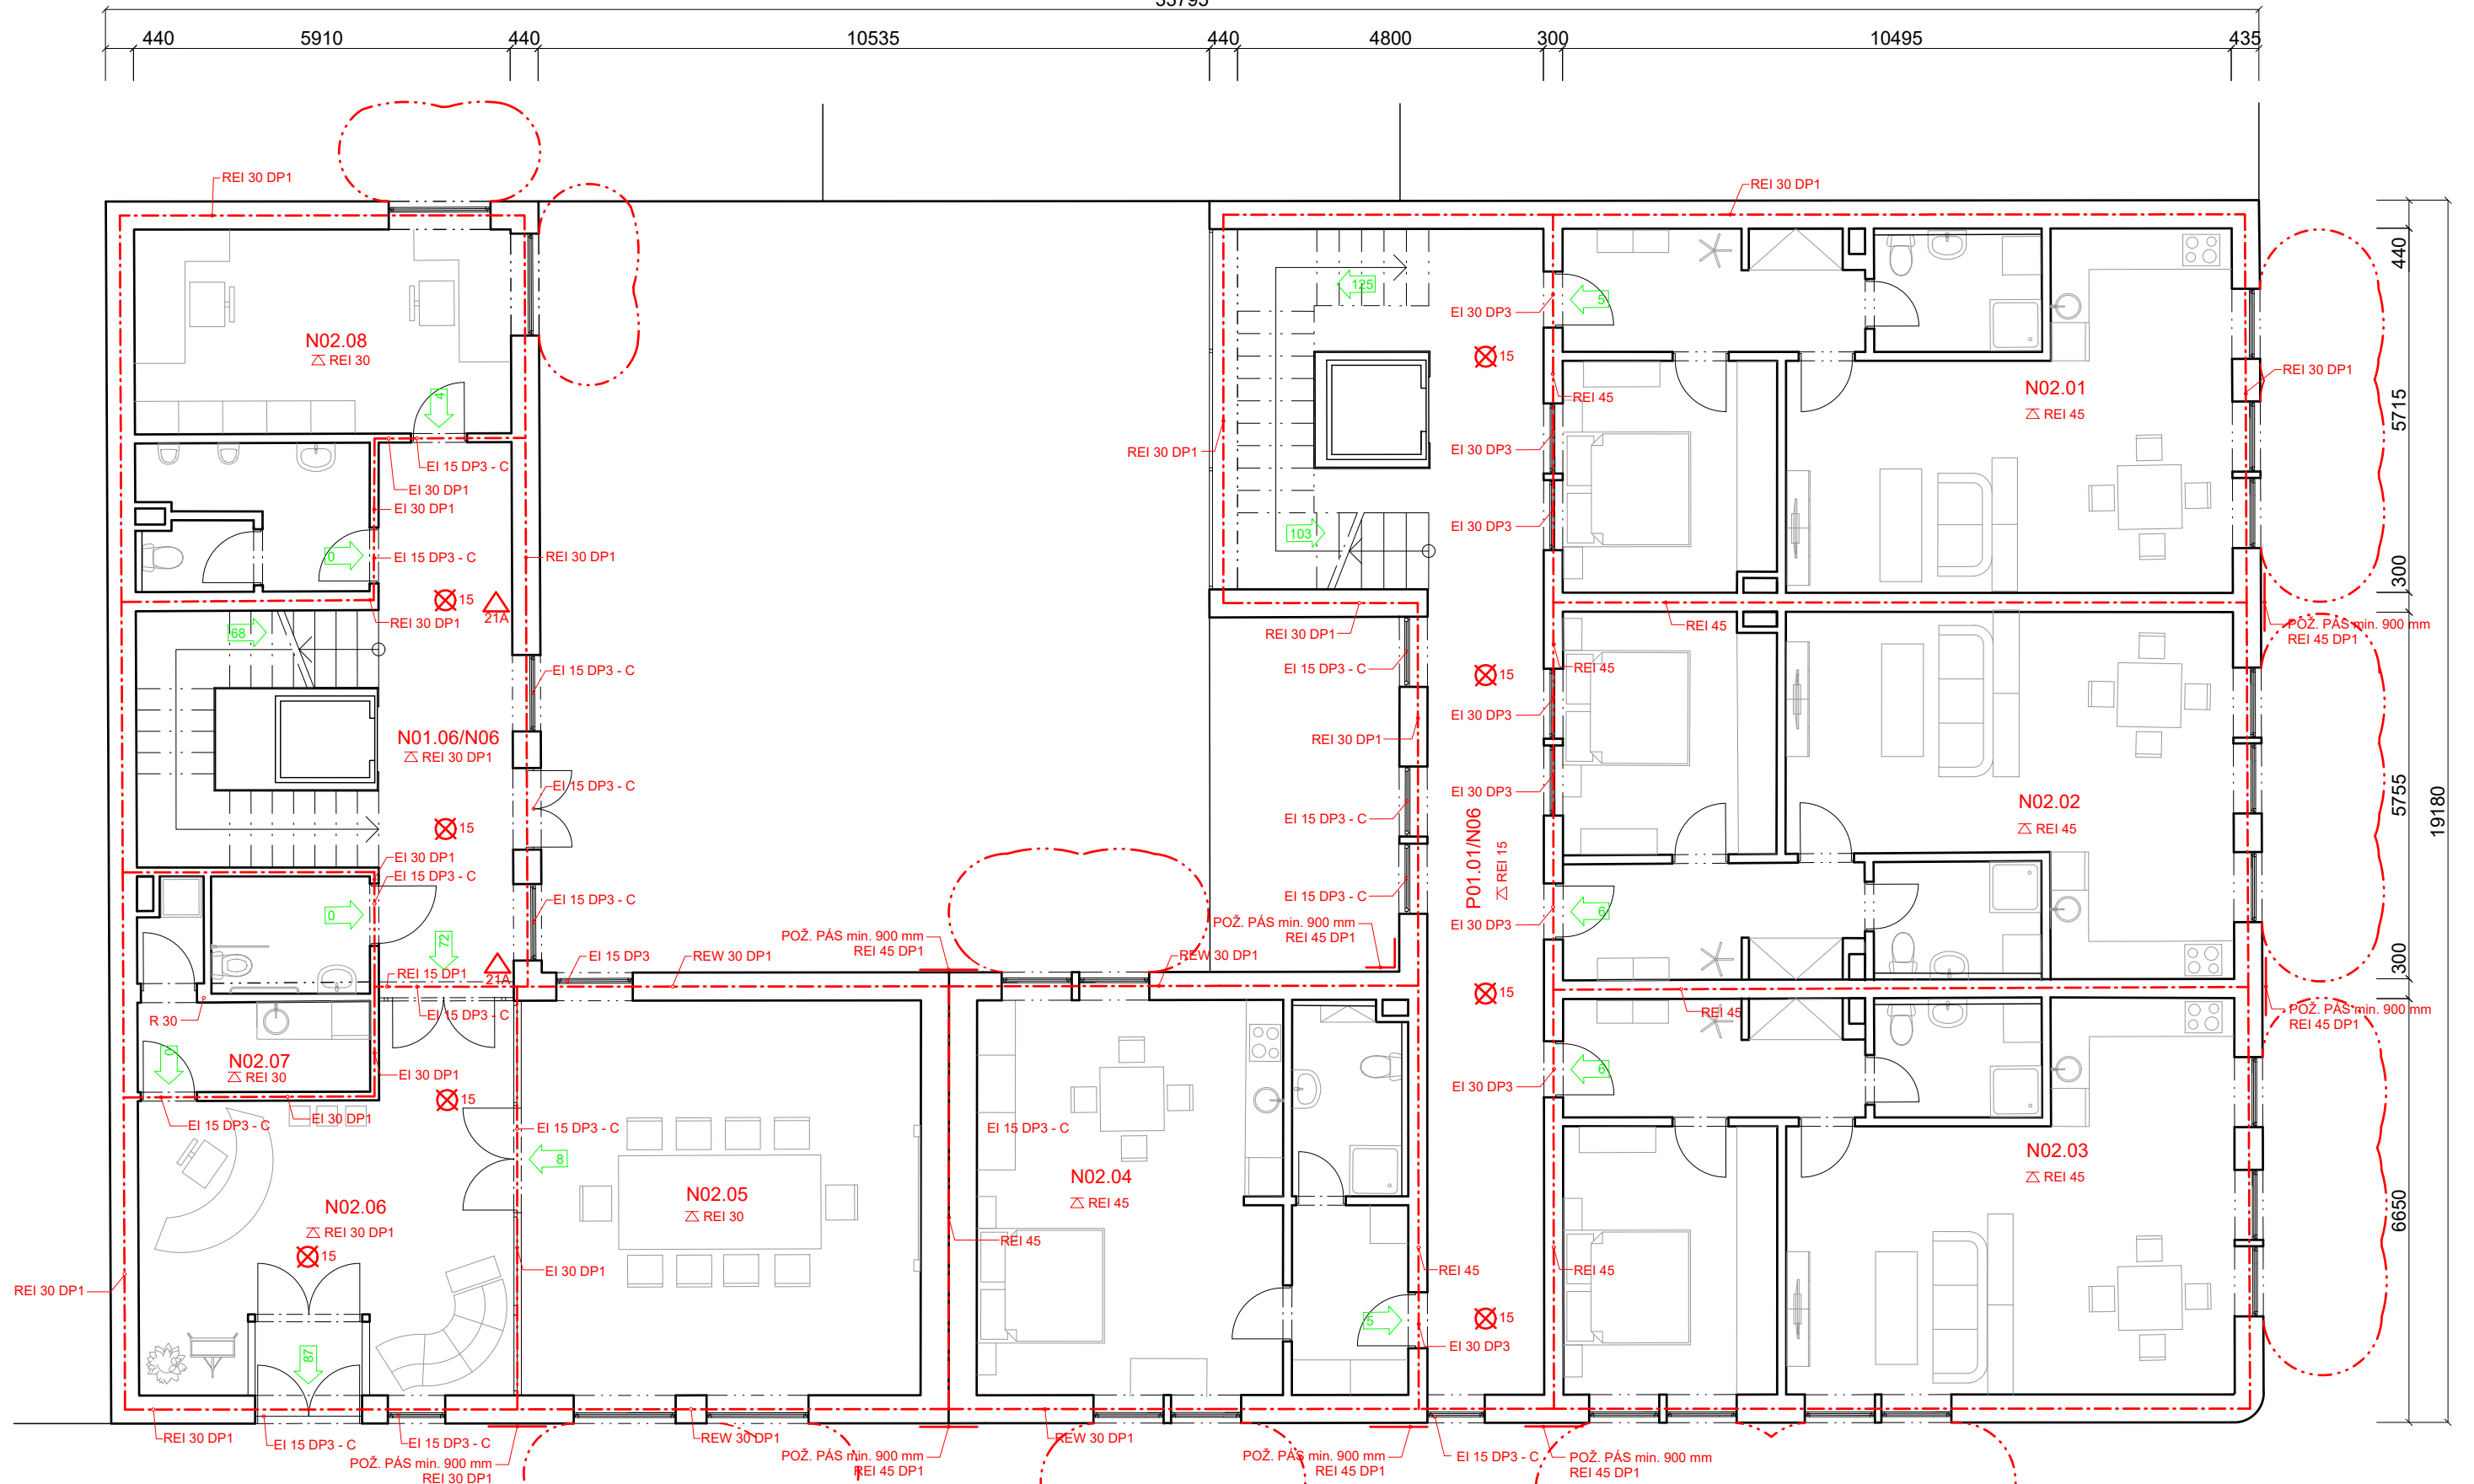 33795
440 5910 440 10535 440 4800 300 10495 435
REI 30 DP1
REI 30 DP1
440
5715
300
5755
19180
300
6650
N02.08
REI 30
4
EI 15 DP3 - C
EI 30 DP1
EI 30 DP1
0
EI 15 DP3 - C
REI 30 DP1
15
21A
REI 30 DP1
68
EI 15 DP3 - C
N01.06/N06
REI 30 DP1
EI 15 DP3 - C
15
EI 30 DP1
EI 15 DP3 - C
EI 15 DP3 - C
0
72
21A
REI 15 DP1
EI 15 DP3 - C
EI 15 DP3
REW 30 DP1
R 30
0
N02.07
REI 30
EI 30 DP1
15
EI 15 DP3 - C
EI 30 DP1
EI 15 DP3 - C
8
N02.06
REI 30 DP1
15
REI 30 DP1
EI 30 DP1
87
REI 30 DP1
EI 15 DP3 - C
EI 15 DP3 - C
POŽ. PÁS min. 900 mm
REI 30 DP1
N02.05
REI 30
REW 30 DP1
POŽ. PÁS min. 900 mm
REI 45 DP1
POŽ. PÁS min. 900 mm
REI 45 DP1
REW 30 DP1
POŽ. PÁS min. 900 mm
REI 45 DP1
EI 15 DP3 - C
N02.04
REI 45
REI 45
5
REI 45
EI 30 DP3
REW 30 DP1
POŽ. PÁS min. 900 mm
REI 45 DP1
EI 15 DP3 - C
POŽ. PÁS min. 900 mm
REI 45 DP1
125
EI 30 DP3
5
15
REI 45
REI 30 DP1
EI 30 DP3
103
EI 30 DP3
REI 30 DP1
EI 15 DP3 - C
15
REI 45
REI 45
EI 30 DP3
REI 30 DP1
EI 30 DP3
EI 15 DP3 - C
P01.01/N06
REI 15
EI 15 DP3 - C
EI 30 DP3
6
15
REI 45
EI 30 DP3
6
REI 45
15
N02.01
REI 45
REI 30 DP1
POŽ. PÁS min. 900 mm
REI 45 DP1
N02.02
REI 45
POŽ. PÁS min. 900 mm
REI 45 DP1
N02.03
REI 45